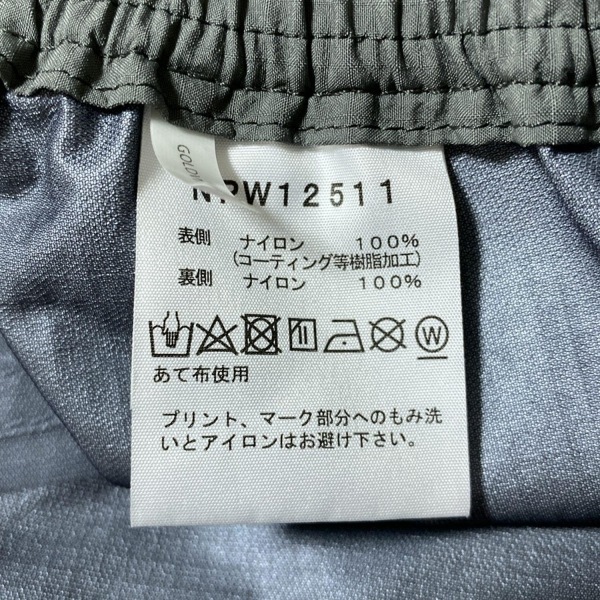 GOLDW
NPW12511
表側 ナイロン 100%
(コーティング等樹脂加工)
裏側 ナイロン 100%
W
あて布使用
プリント、マーク部分へのもみ洗
いとアイロンはお避け下さい。